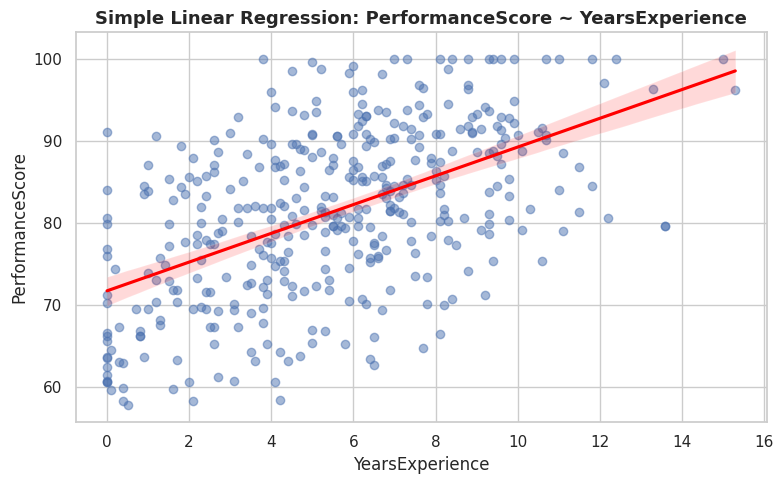 Simple Linear Regression: PerformanceScore ~ YearsExperience
100
90
80
70
60
PerformanceScore
0 2 4 6 8 10 12 14 16
YearsExperience